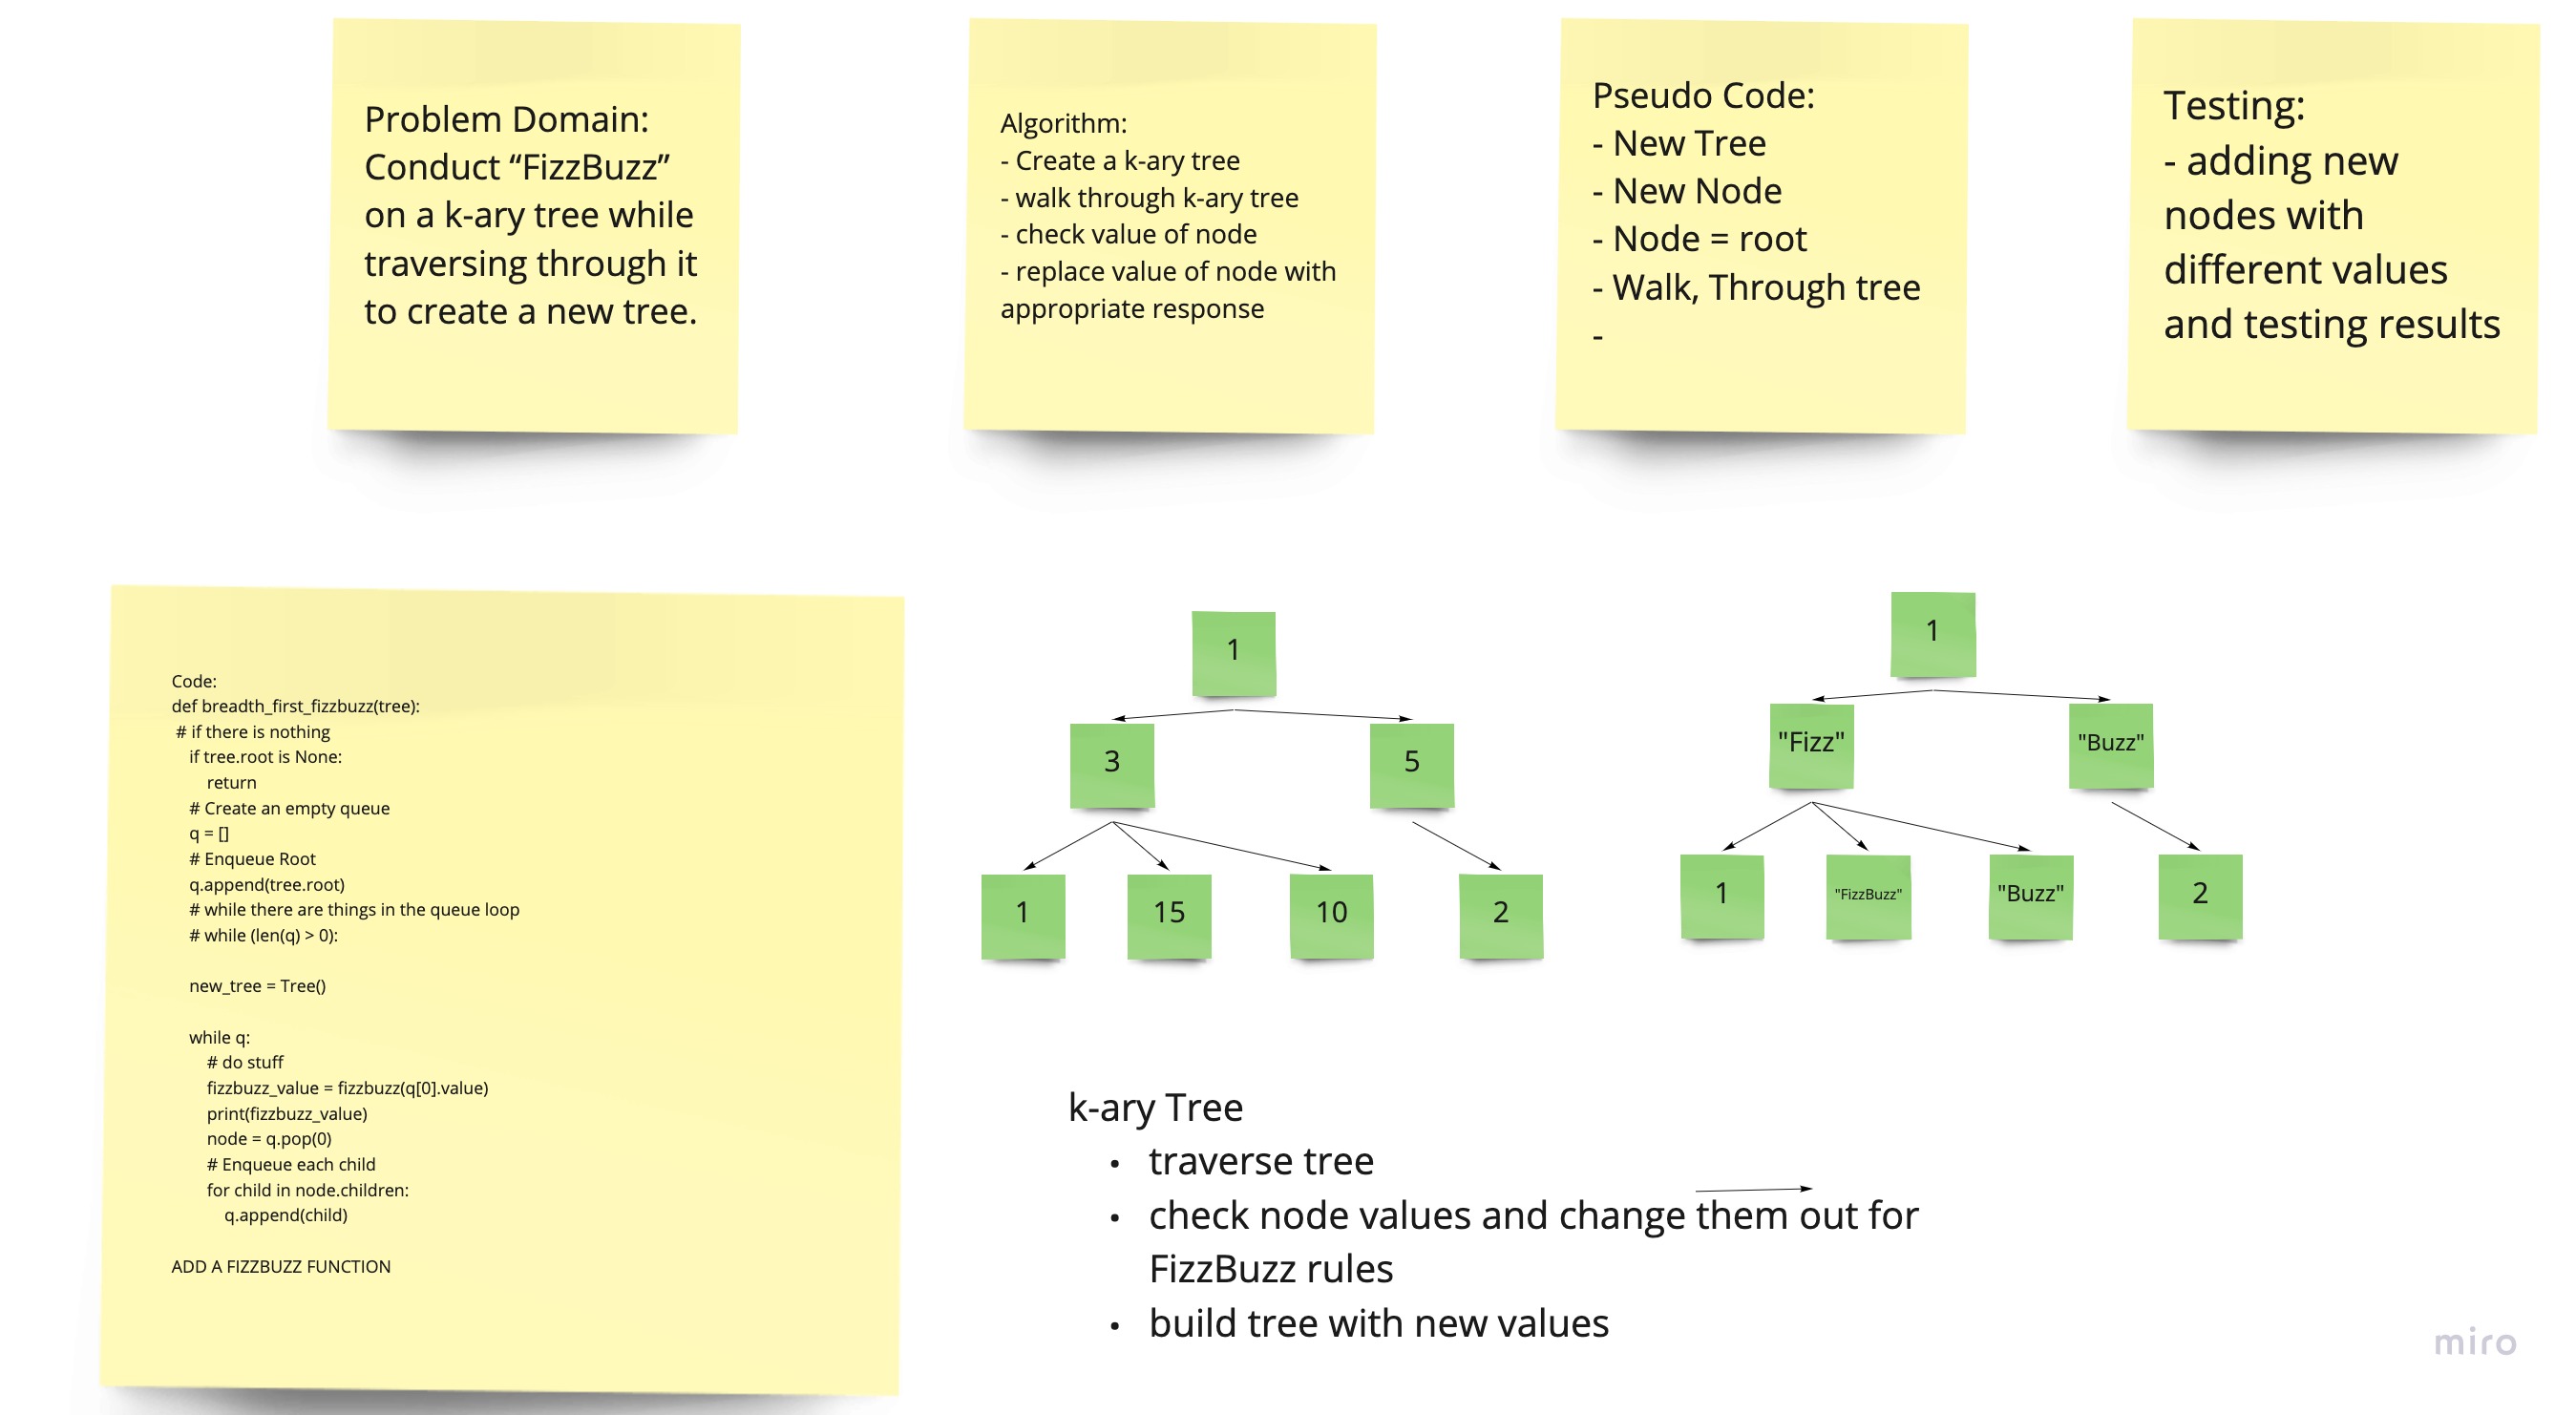 Problem Domain:
Conduct “FizzBuzz”
on a k-ary tree while
traversing through it
to create a new tree.
Algorithm:
- Create a k-ary tree
- walk through k-ary tree
- check value of node
- replace value of node with
appropriate response
Pseudo Code:
- New Tree
- New Node
- Node = root
- Walk, Through tree
-
Testing:
- adding new
nodes with
different values
and testing results
Code:
def breadth_first_fizzbuzz(tree):
# if there is nothing
if tree.root is None:
return
# Create an empty queue
q = []
# Enqueue Root
q.append(tree.root)
# while there are things in the queue loop
# while (len(q) > 0):
new_tree = Tree()
while q:
# do stuff
fizzbuzz_value = fizzbuzz(q[0].value)
print(fizzbuzz_value)
node = q.pop(0)
# Enqueue each child
for child in node.children:
q.append(child)
ADD A FIZZBUZZ FUNCTION
1
3 5
1 15 10 2
1
"Fizz" "Buzz"
1 "FizzBuzz" "Buzz" 2
k-ary Tree
• traverse tree
• check node values and change them out for
FizzBuzz rules
• build tree with new values
miro